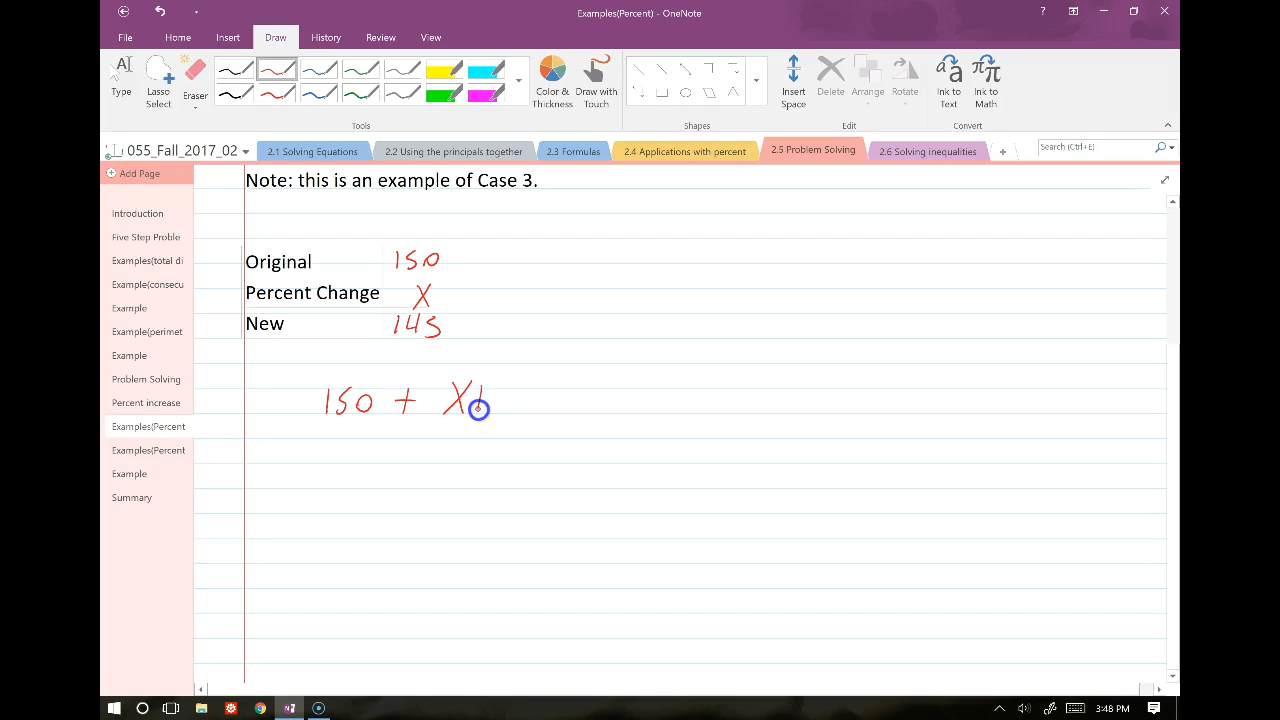 Examples(Percent) - OneNote
?
File Home Insert Draw History Review View
Type
Lasso Select
Eraser
Color & Thickness
Draw with Touch
Insert Space
Delete
Arrange
Rotate
Ink to Text
Ink to Math
Tools Shapes Edit Convert
055_Fall_2017_02
2.1 Solving Equations
2.2 Using the principals together
2.3 Formulas
2.4 Applications with percent
2.5 Problem Solving
2.6 Solving inequalities
Search (Ctrl+E)
Add Page
Introduction
Five Step Proble
Examples(total di
Example(consecu
Example
Example(perimet
Example
Problem Solving
Percent increase
Examples(Percent
Examples(Percent
Example
Summary
Note: this is an example of Case 3.
Original 150
Percent Change X
New 145
150 + X1
3:48 PM